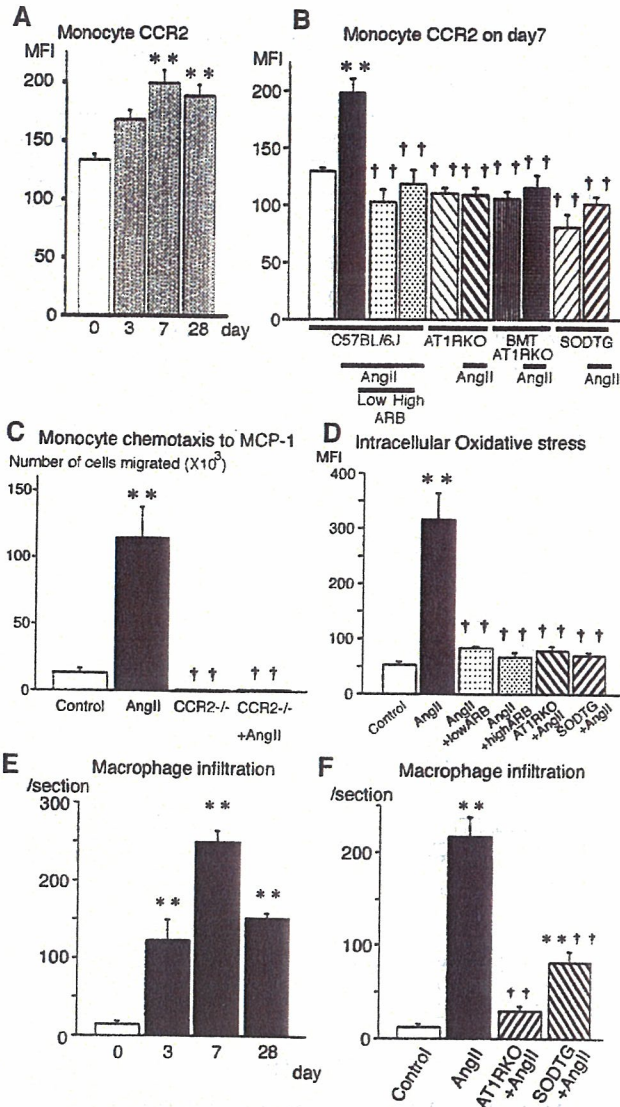 A
Monocyte CCR2
MFI
200
150
100
50
0
* *
* *
0 3 7 28 day
B
Monocyte CCR2 on day7
MFI
200
150
100
50
0
* *
† †
† †
† †
† †
† †
† †
† †
† †
C57BL/6J AT1RKO BMT AT1RKO SODTG
AngII AngII AngII AngII
Low High
ARB
C
Monocyte chemotaxis to MCP-1
Number of cells migrated (X10³)
150
100
50
0
* *
† † † †
Control AngII CCR2-/- CCR2-/-
+AngII
D
Intracellular Oxidative stress
MFI
400
300
200
100
0
* *
† †
† †
† †
† †
Control
AngII
AngII
+lowARB
AngII
+highARB
AT1RKO
+AngII
SODTG
+AngII
E
Macrophage infiltration
/section
300
200
100
0
* *
* *
* *
0 3 7 28
day
F
Macrophage infiltration
/section
200
100
0
* *
† †
* * † †
Control
AngII
AT1RKO
+AngII
SODTG
+AngII